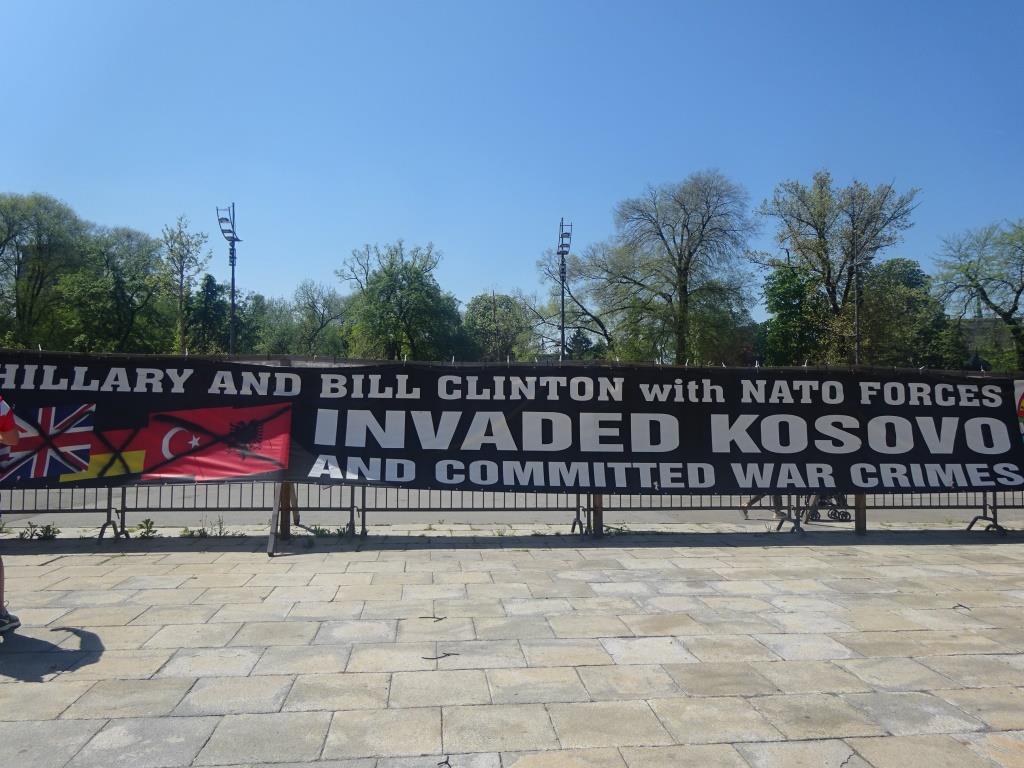 HILLARY AND BILL CLINTON with NATO FORCES
INVADED KOSOVO
AND COMMITTED WAR CRIMES